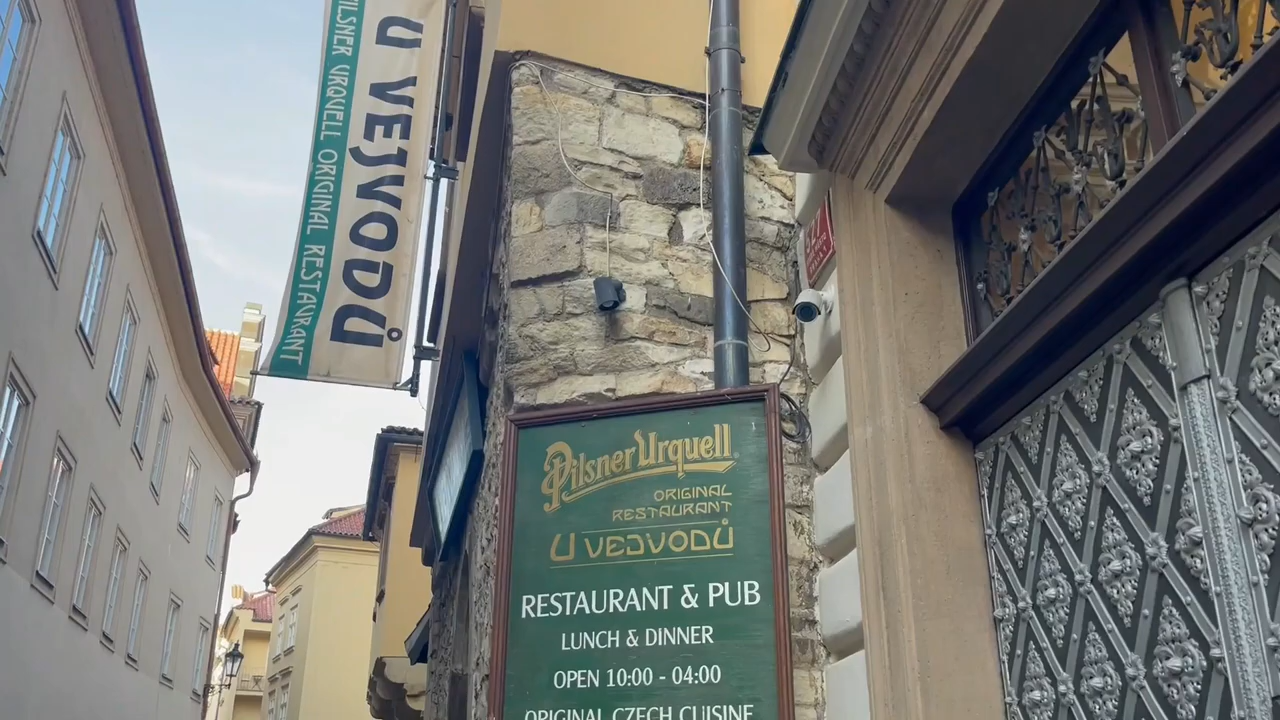 U VEJVODŮ
PILSNER URQUELL ORIGINAL RESTAURANT
Pilsner Urquell
ORIGINAL
RESTAURANT
U VEJVODŮ
RESTAURANT & PUB
LUNCH & DINNER
OPEN 10:00 - 04:00
ORIGINAL CZECH CUISINE